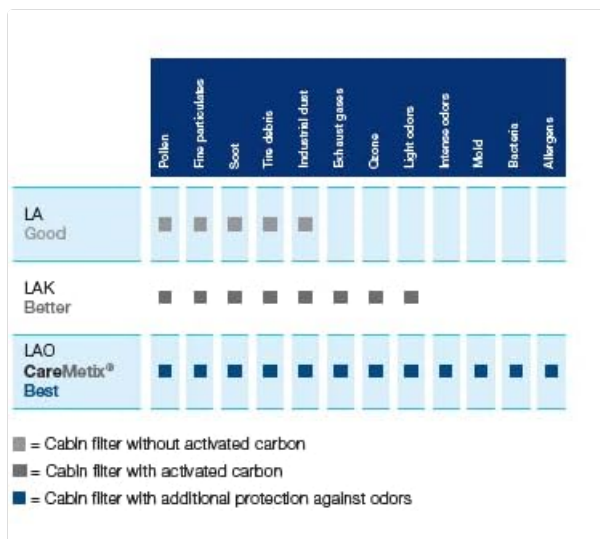 Pollen
Fine particulates
Soot
Tire debris
Industrial dust
Exhaust gases
Ozone
Light odors
Intense odors
Mold
Bacteria
Allergens
LA
Good
LAK
Better
LAO
CareMetix®
Best
= Cabin filter without activated carbon
= Cabin filter with activated carbon
= Cabin filter with additional protection against odors